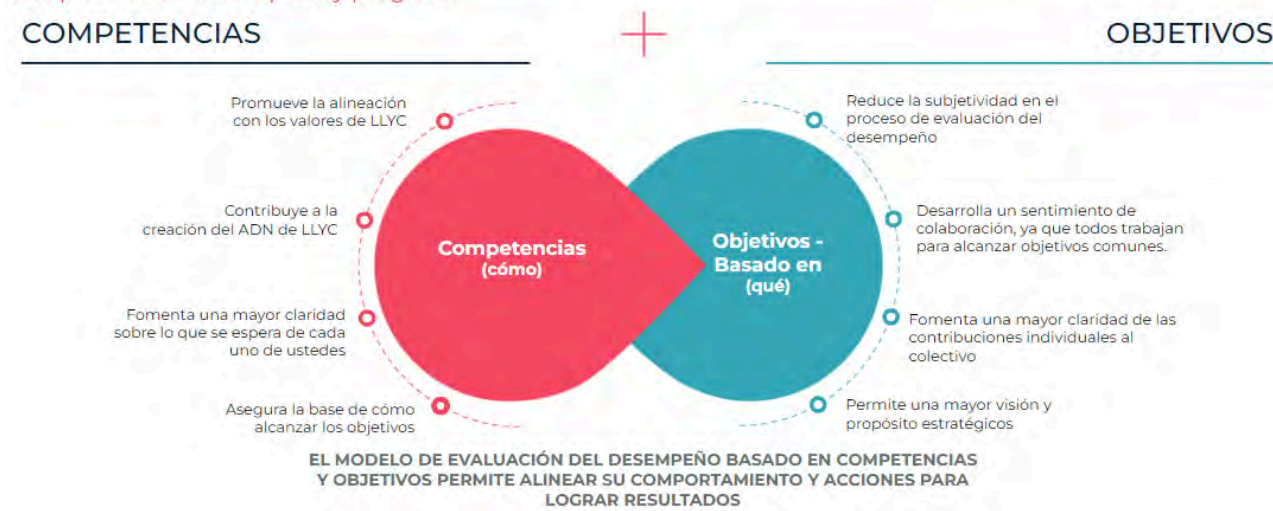 COMPETENCIAS
OBJETIVOS
Promueve la alineación
con los valores de LLYC
Contribuye a la
creación del ADN de LLYC
Fomenta una mayor claridad
sobre lo que se espera de cada
uno de ustedes
Asegura la base de cómo
alcanzar los objetivos
Competencias
(cómo)
Objetivos -
Basado en
(qué)
Reduce la subjetividad en el
proceso de evaluación del
desempeño
Desarrolla un sentimiento de
colaboración, ya que todos trabajan
para alcanzar objetivos comunes.
Fomenta una mayor claridad de las
contribuciones individuales al
colectivo
Permite una mayor visión y
propósito estratégicos
EL MODELO DE EVALUACIÓN DEL DESEMPEÑO BASADO EN COMPETENCIAS
Y OBJETIVOS PERMITE ALINEAR SU COMPORTAMIENTO Y ACCIONES PARA
LOGRAR RESULTADOS